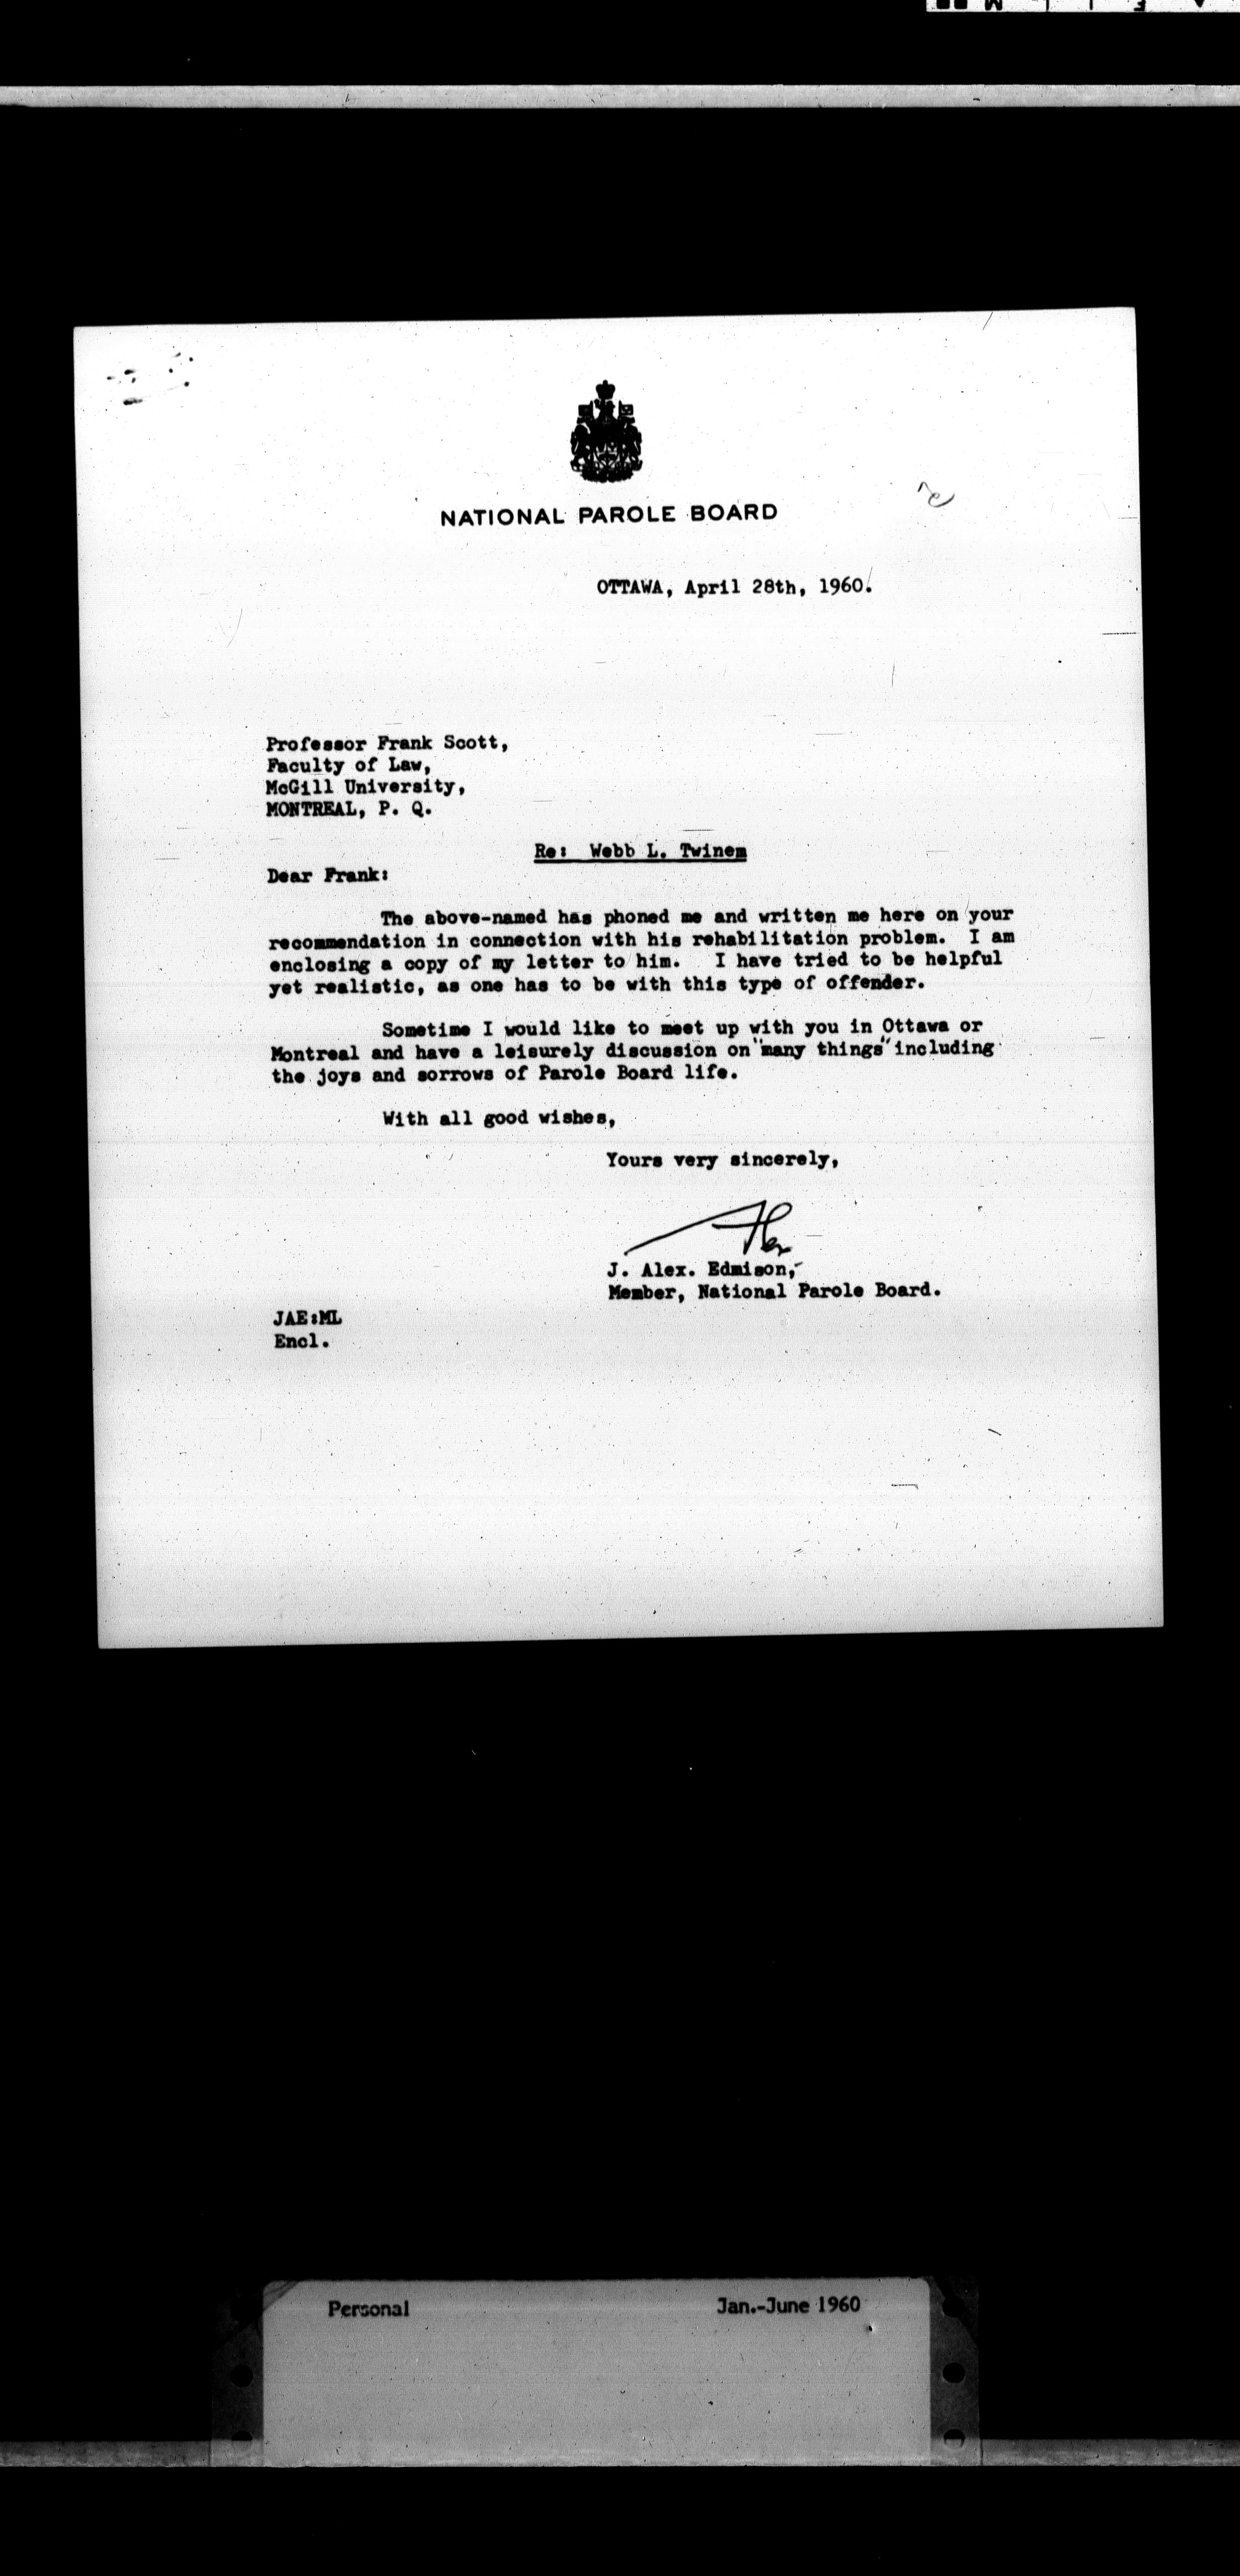 NATIONAL PAROLE BOARD
OTTAWA, April 28th, 1960.
Professor Frank Scott,
Faculty of Law,
McGill University,
MONTREAL, P. Q.
Re: Webb L. Twinem
Dear Frank:
The above-named has phoned me and written me here on your
recommendation in connection with his rehabilitation problem. I am
enclosing a copy of my letter to him. I have tried to be helpful
yet realistic, as one has to be with this type of offender.
Sometime I would like to meet up with you in Ottawa or
Montreal and have a leisurely discussion on "many things" including
the joys and sorrows of Parole Board life.
With all good wishes,
Yours very sincerely,
Alex
J. Alex. Edmison,
Member, National Parole Board.
JAE:ML
Encl.
Personal Jan.-June 1960